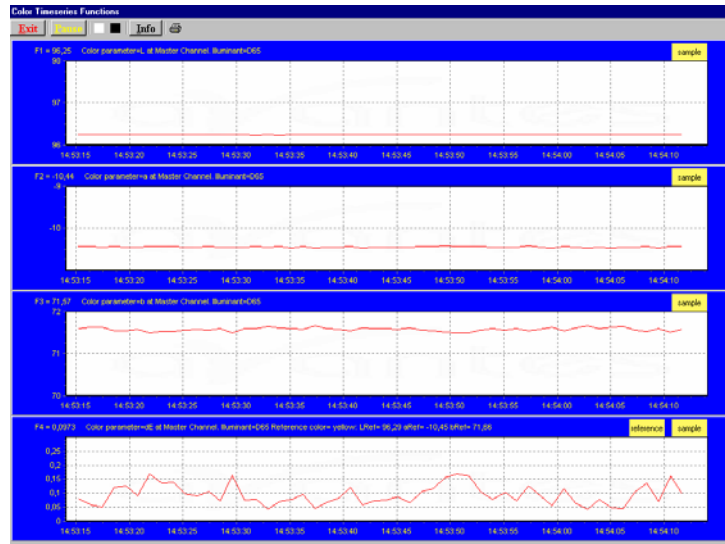 Color Timeseries Functions
Exit Pause Info
F1 = 96,25 Color parameter=L at Master Channel. Illuminant=D65 sample
98
97
96
14:53:15 14:53:20 14:53:25 14:53:30 14:53:35 14:53:40 14:53:45 14:53:50 14:53:55 14:54:00 14:54:05 14:54:10
F2 = -10,44 Color parameter=a at Master Channel. Illuminant=D65 sample
-9
-10
14:53:15 14:53:20 14:53:25 14:53:30 14:53:35 14:53:40 14:53:45 14:53:50 14:53:55 14:54:00 14:54:05 14:54:10
F3 = 71,57 Color parameter=b at Master Channel. Illuminant=D65 sample
72
71
70
14:53:15 14:53:20 14:53:25 14:53:30 14:53:35 14:53:40 14:53:45 14:53:50 14:53:55 14:54:00 14:54:05 14:54:10
F4 = 0,0973 Color parameter=dE at Master Channel. Illuminant=D65 Reference color= yellow: LRef= 96,29 aRef= -10,45 bRef= 71,66 reference sample
0,25
0,2
0,15
0,1
0,05
0
14:53:15 14:53:20 14:53:25 14:53:30 14:53:35 14:53:40 14:53:45 14:53:50 14:53:55 14:54:00 14:54:05 14:54:10